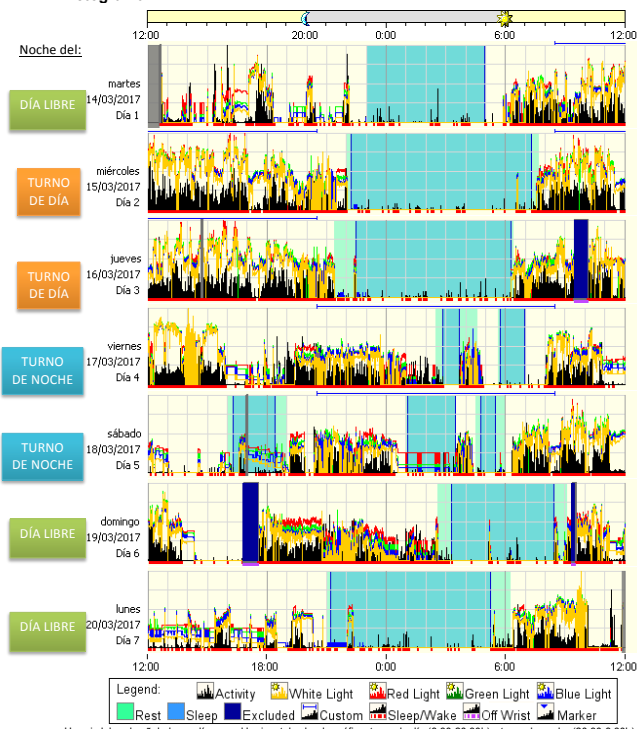 12:00 20:00 6:00 12:00
Noche del:
martes
14/03/2017
Día 1
DÍA LIBRE
miércoles
15/03/2017
Día 2
TURNO
DE DÍA
jueves
16/03/2017
Día 3
TURNO
DE DÍA
viernes
17/03/2017
Día 4
TURNO
DE NOCHE
sábado
18/03/2017
Día 5
TURNO
DE NOCHE
domingo
19/03/2017
Día 6
DÍA LIBRE
lunes
20/03/2017
Día 7
DÍA LIBRE
12:00 18:00 0:00 6:00 12:00
Legend: Activity White Light Red Light Green Light Blue Light
Rest Sleep Excluded Custom Sleep/Wake Off Wrist Marker